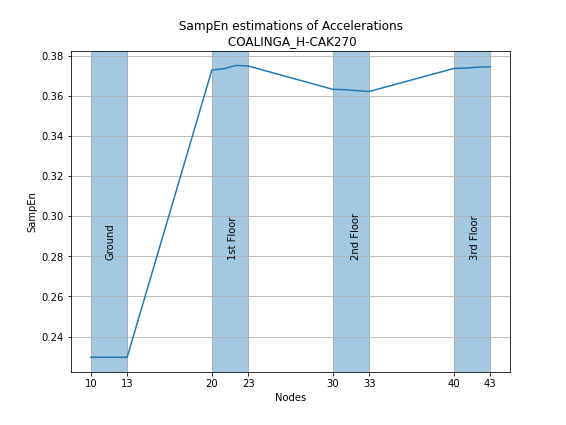 SampEn estimations of Accelerations
COALINGA_H-CAK270
SampEn
0.38
0.36
0.34
0.32
0.30
0.28
0.26
0.24
Ground
1st Floor
2nd Floor
3rd Floor
10 13 20 23 30 33 40 43
Nodes